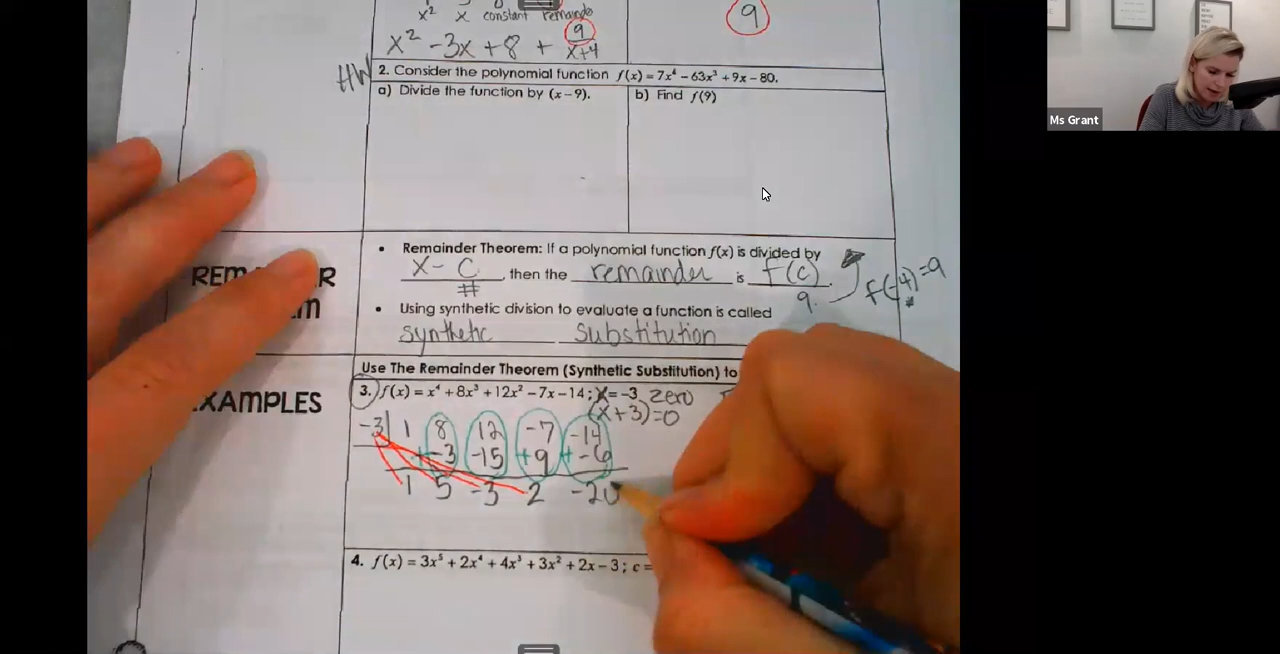 x² x constant remainder
x² - 3x + 8 + 9/x+4
9
HW
2. Consider the polynomial function f(x) = 7x⁴ - 63x³ + 9x - 80.
a) Divide the function by (x - 9).
b) Find f(9)
Ms Grant
• Remainder Theorem: If a polynomial function f(x) is divided by
x - c, then the remainder is f(c).
#
9
f(-4) = 9
• Using synthetic division to evaluate a function is called
synthetic substitution
Use The Remainder Theorem (Synthetic Substitution) to
EXAMPLES
3. f(x) = x⁴ + 8x³ + 12x² - 7x - 14; x = -3 zero
(x+3)=0
-3 1 8 12 -7 -14
+-3 -15 +9 +-6
1 5 -3 2 -20
4. f(x) = 3x⁵ + 2x⁴ + 4x³ + 3x² + 2x - 3; c =